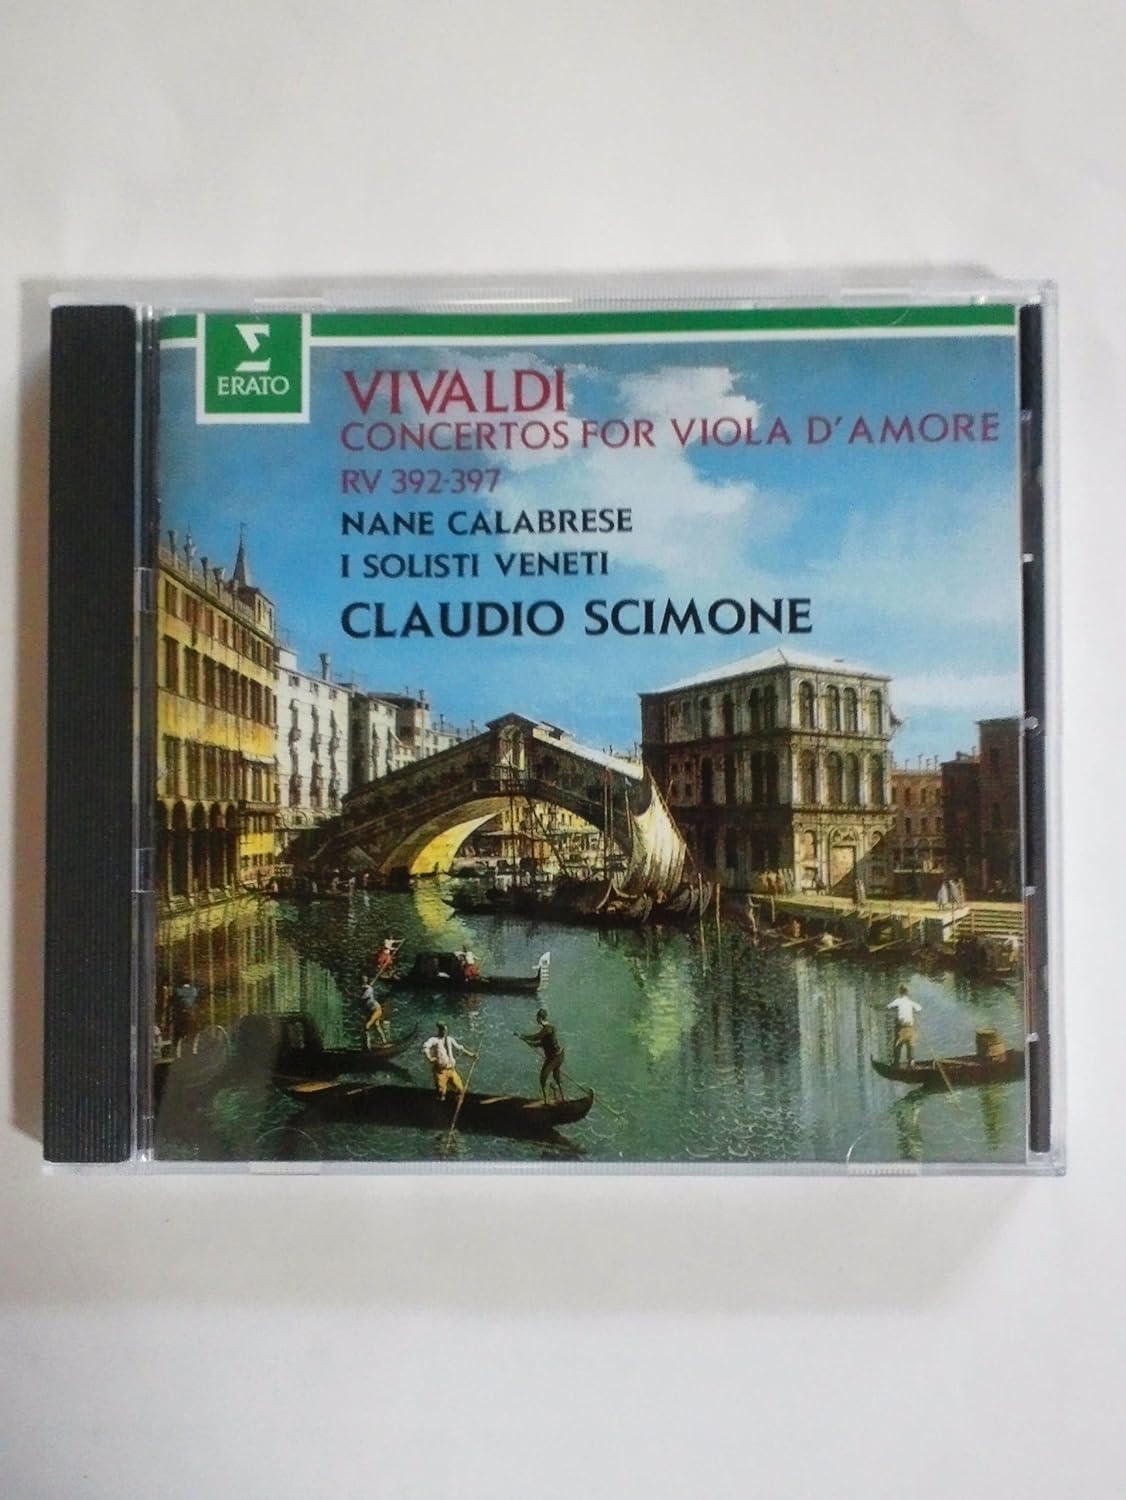 ERATO
VIVALDI
CONCERTOS FOR VIOLA D'AMORE
RV 392-397
NANE CALABRESE
I SOLISTI VENETI
CLAUDIO SCIMONE